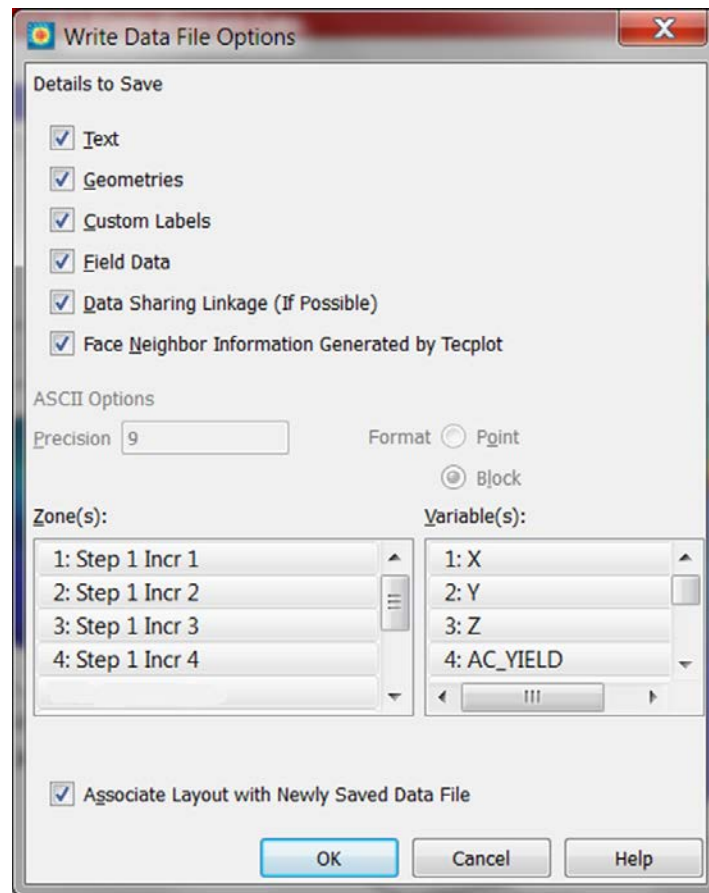 Write Data File Options
Details to Save
Text
Geometries
Custom Labels
Field Data
Data Sharing Linkage (If Possible)
Face Neighbor Information Generated by Tecplot
ASCII Options
Precision 9 Format Point
Block
Zone(s): Variable(s):
1: Step 1 Incr 1 1: X
2: Step 1 Incr 2 2: Y
3: Step 1 Incr 3 3: Z
4: Step 1 Incr 4 4: AC_YIELD
Associate Layout with Newly Saved Data File
OK Cancel Help